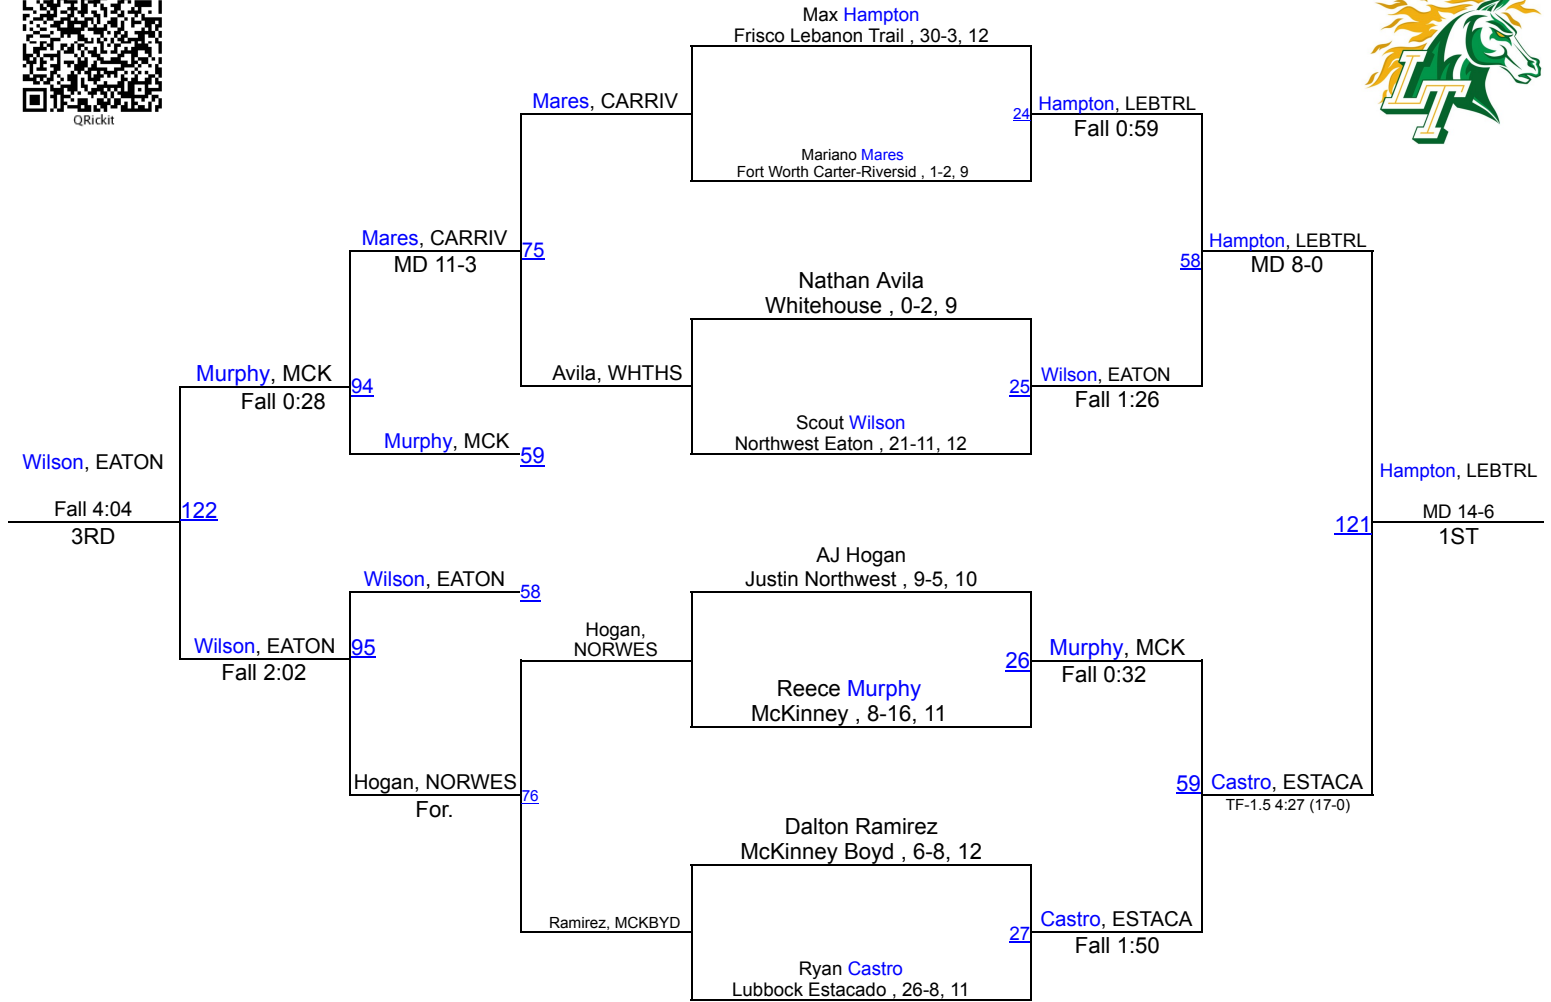 QRickit
LT
Max Hampton
Frisco Lebanon Trail , 30-3, 12
Mares, CARRIV
24
Hampton, LEBTRL
Fall 0:59
Mariano Mares
Fort Worth Carter-Riversid , 1-2, 9
Mares, CARRIV
MD 11-3
75
58
Hampton, LEBTRL
MD 8-0
Nathan Avila
Whitehouse , 0-2, 9
Murphy, MCK
Fall 0:28
94
Avila, WHTHS
25
Wilson, EATON
Fall 1:26
Scout Wilson
Northwest Eaton , 21-11, 12
Murphy, MCK
59
Wilson, EATON
Fall 4:04
3RD
122
Hampton, LEBTRL
121
MD 14-6
1ST
AJ Hogan
Justin Northwest , 9-5, 10
Wilson, EATON
58
Hogan,
NORWES
Wilson, EATON
Fall 2:02
95
26
Murphy, MCK
Fall 0:32
Reece Murphy
McKinney , 8-16, 11
Hogan, NORWES
For.
76
59
Castro, ESTACA
TF-1.5 4:27 (17-0)
Dalton Ramirez
McKinney Boyd , 6-8, 12
Ramirez, MCKBYD
27
Castro, ESTACA
Fall 1:50
Ryan Castro
Lubbock Estacado , 26-8, 11